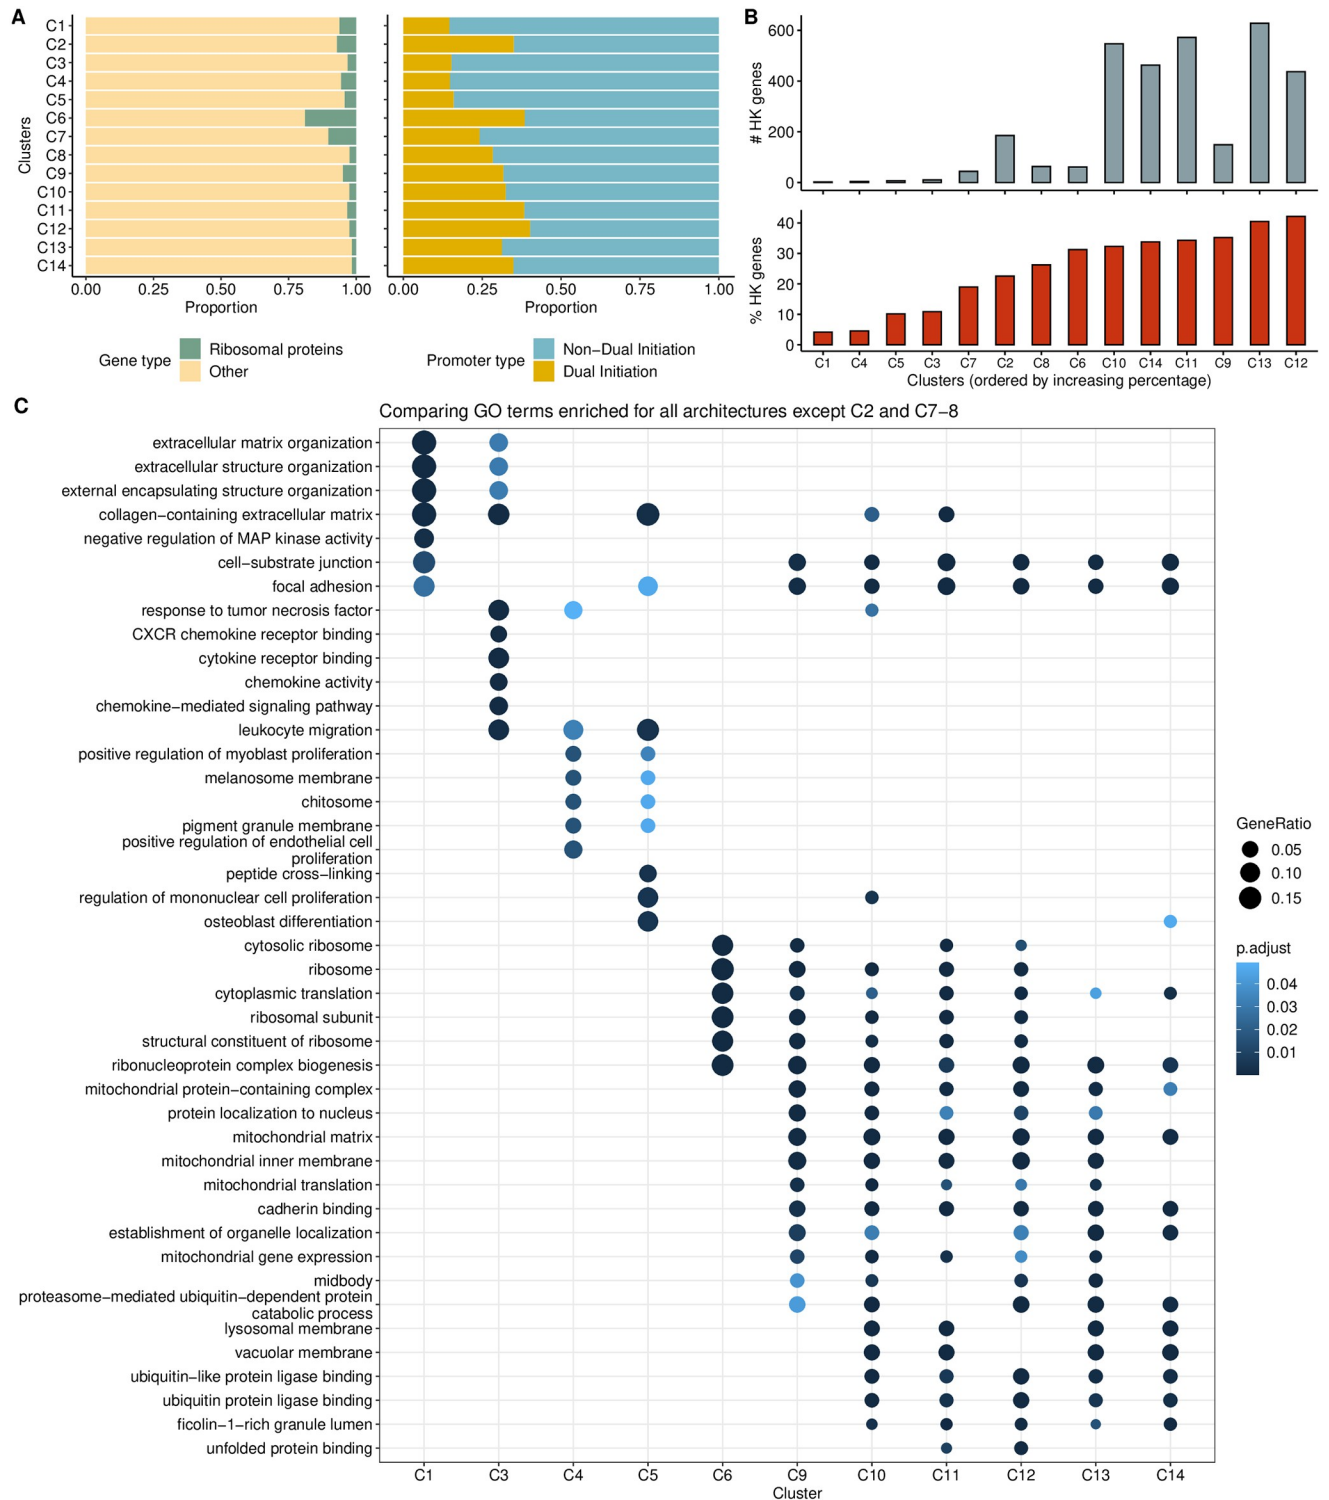 A
Clusters
C1
C2
C3
C4
C5
C6
C7
C8
C9
C10
C11
C12
C13
C14
0.00 0.25 0.50 0.75 1.00
Proportion
0.00 0.25 0.50 0.75 1.00
Proportion
Gene type
Ribosomal proteins
Other
Promoter type
Non-Dual Initiation
Dual Initiation
B
# HK genes
600
400
200
0
% HK genes
40
30
20
10
0
C1 C4 C5 C3 C7 C2 C8 C6 C10 C14 C11 C9 C13 C12
Clusters (ordered by increasing percentage)
C
Comparing GO terms enriched for all architectures except C2 and C7-8
extracellular matrix organization
extracellular structure organization
external encapsulating structure organization
collagen-containing extracellular matrix
negative regulation of MAP kinase activity
cell-substrate junction
focal adhesion
response to tumor necrosis factor
CXCR chemokine receptor binding
cytokine receptor binding
chemokine activity
chemokine-mediated signaling pathway
leukocyte migration
positive regulation of myoblast proliferation
melanosome membrane
chitosome
pigment granule membrane
positive regulation of endothelial cell
proliferation
peptide cross-linking
regulation of mononuclear cell proliferation
osteoblast differentiation
cytosolic ribosome
ribosome
cytoplasmic translation
ribosomal subunit
structural constituent of ribosome
ribonucleoprotein complex biogenesis
mitochondrial protein-containing complex
protein localization to nucleus
mitochondrial matrix
mitochondrial inner membrane
mitochondrial translation
cadherin binding
establishment of organelle localization
mitochondrial gene expression
midbody
proteasome-mediated ubiquitin-dependent protein
catabolic process
lysosomal membrane
vacuolar membrane
ubiquitin-like protein ligase binding
ubiquitin protein ligase binding
ficolin-1-rich granule lumen
unfolded protein binding
C1 C3 C4 C5 C6 C9 C10 C11 C12 C13 C14
Cluster
GeneRatio
0.05
0.10
0.15
p.adjust
0.04
0.03
0.02
0.01